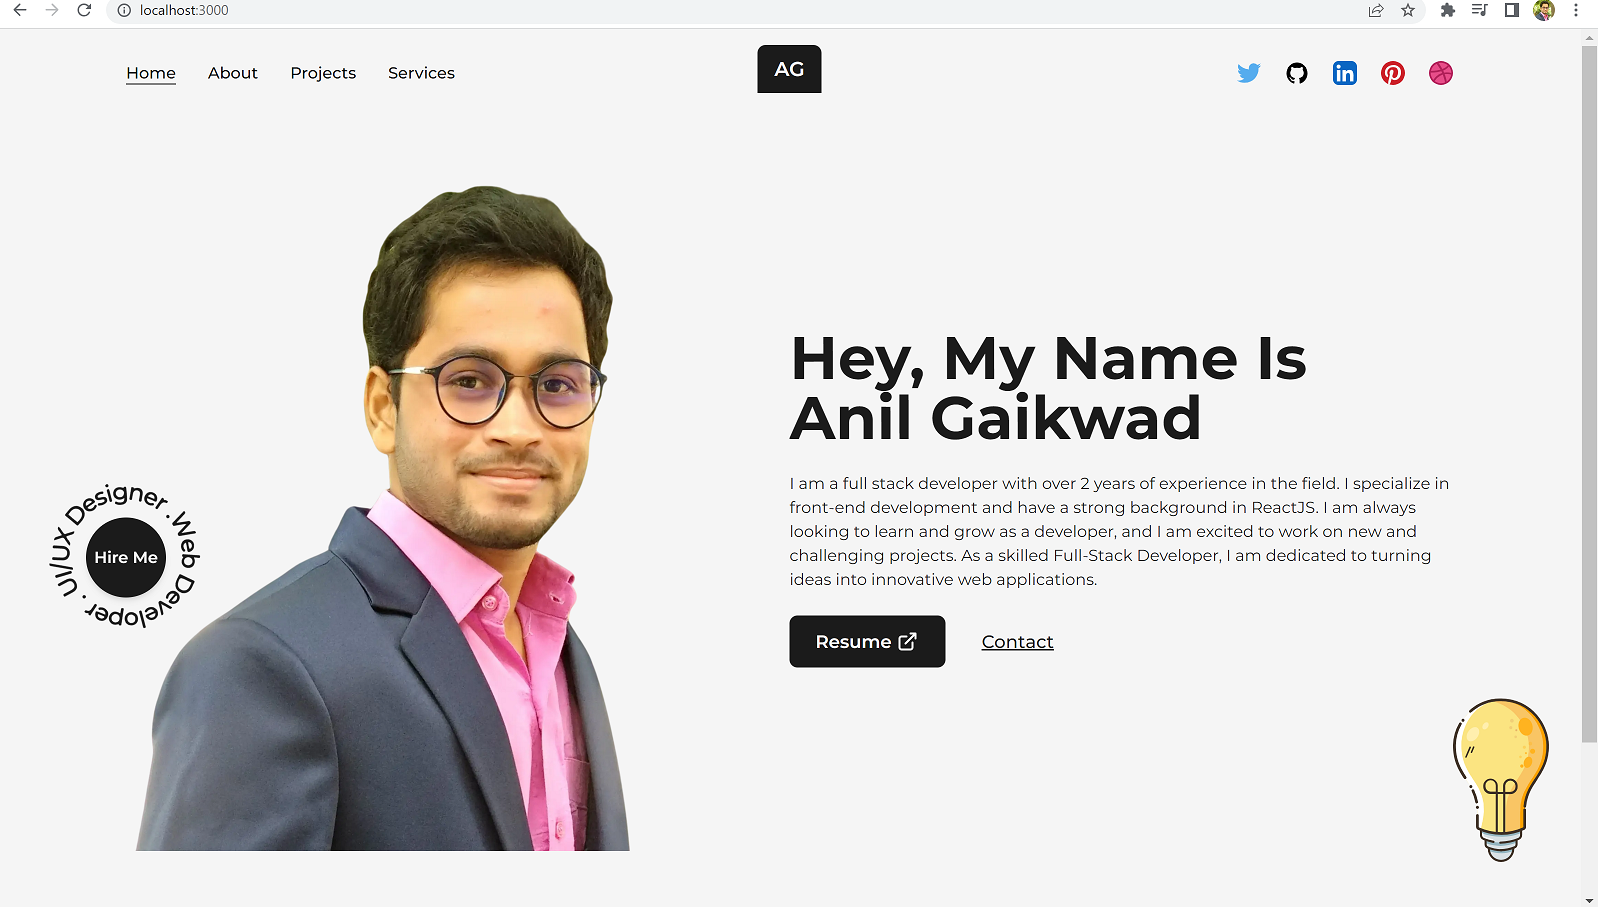 localhost:3000
Home About Projects Services
AG
in
Hey, My Name Is
Anil Gaikwad
I am a full stack developer with over 2 years of experience in the field. I specialize in
front-end development and have a strong background in ReactJS. I am always
looking to learn and grow as a developer, and I am excited to work on new and
challenging projects. As a skilled Full-Stack Developer, I am dedicated to turning
ideas into innovative web applications.
UI/UX Designer . Web Developer .
Hire Me
Resume
Contact